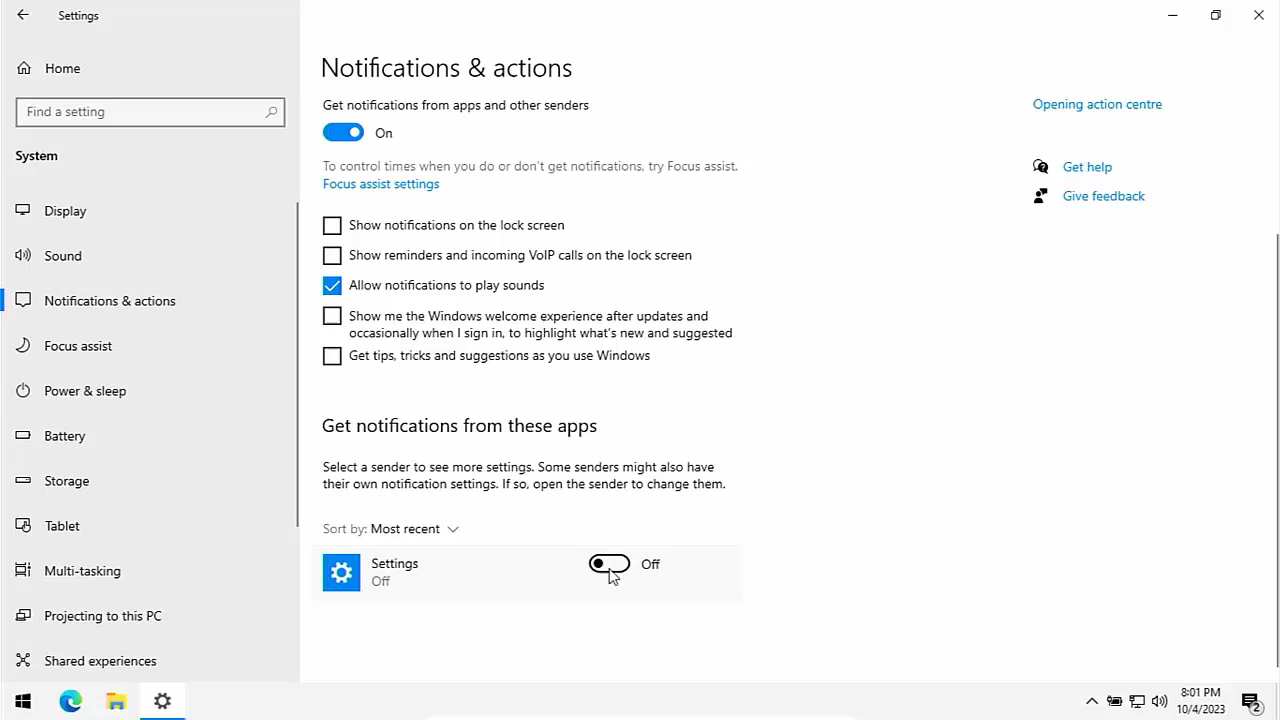 Settings
Home
Find a setting
System
Display
Sound
Notifications & actions
Focus assist
Power & sleep
Battery
Storage
Tablet
Multi-tasking
Projecting to this PC
Shared experiences
Notifications & actions
Get notifications from apps and other senders
On
To control times when you do or don't get notifications, try Focus assist.
Focus assist settings
Show notifications on the lock screen
Show reminders and incoming VoIP calls on the lock screen
Allow notifications to play sounds
Show me the Windows welcome experience after updates and
occasionally when I sign in, to highlight what's new and suggested
Get tips, tricks and suggestions as you use Windows
Get notifications from these apps
Select a sender to see more settings. Some senders might also have
their own notification settings. If so, open the sender to change them.
Sort by: Most recent
Settings
Off
Off
Opening action centre
Get help
Give feedback
8:01 PM
10/4/2023
2